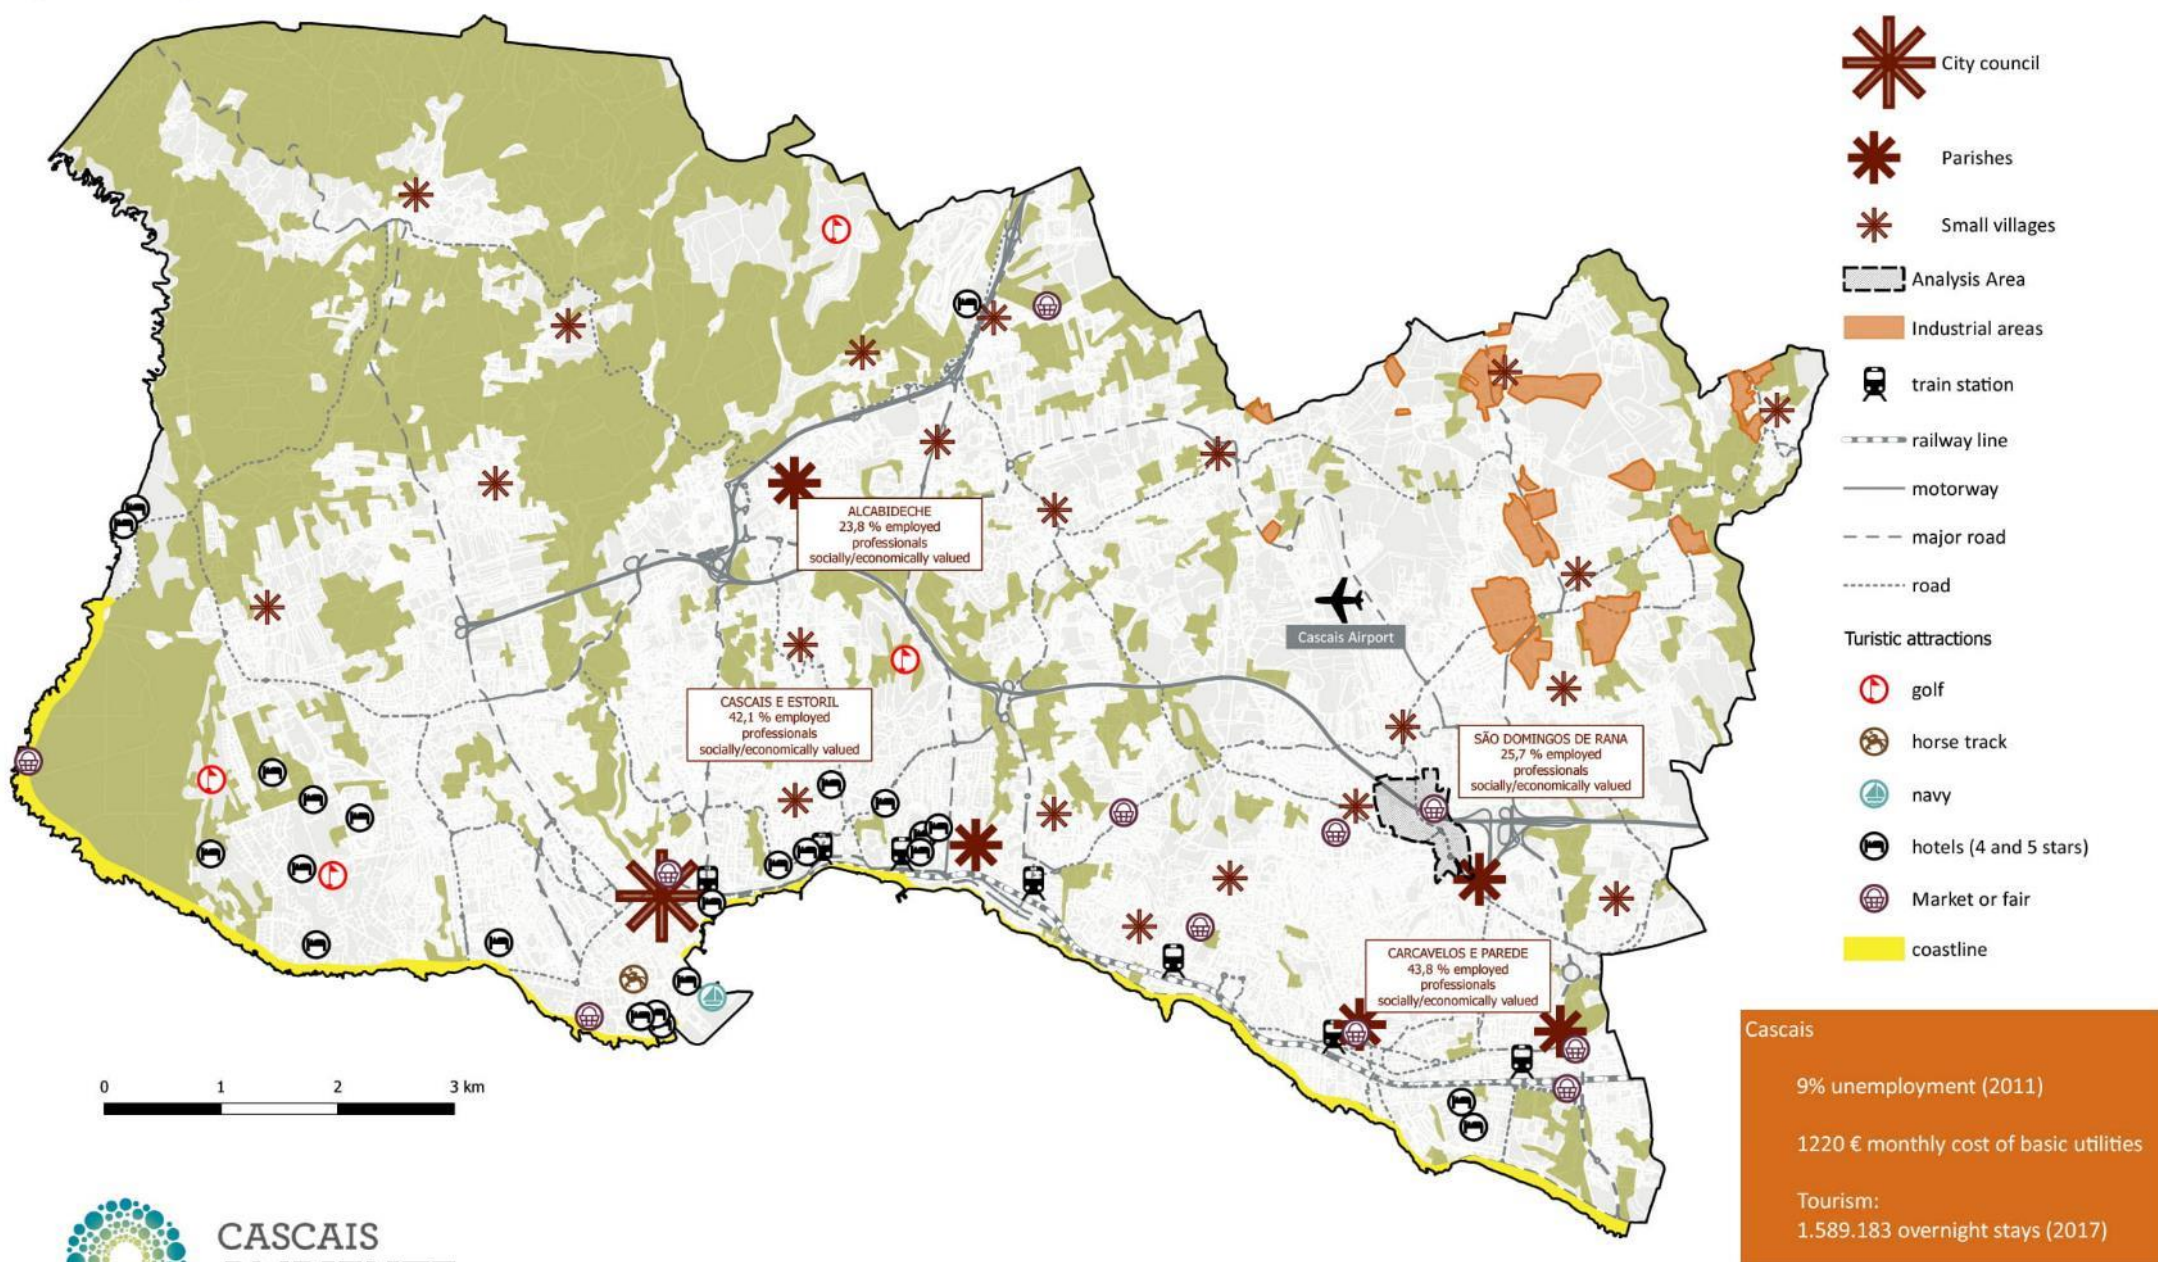 City council
Parishes
Small villages
Analysis Area
Industrial areas
train station
railway line
motorway
major road
road
Turistic attractions
golf
horse track
navy
hotels (4 and 5 stars)
Market or fair
coastline
ALCABIDECHE
23,8 % employed
professionals
socially/economically valued
Cascais Airport
CASCAIS E ESTORIL
42,1 % employed
professionals
socially/economically valued
SÃO DOMINGOS DE RANA
25,7 % employed
professionals
socially/economically valued
CARCAVELOS E PAREDE
43,8 % employed
professionals
socially/economically valued
0 1 2 3 km
Cascais
9% unemployment (2011)
1220 € monthly cost of basic utilities
Tourism:
1.589.183 overnight stays (2017)
CASCAIS